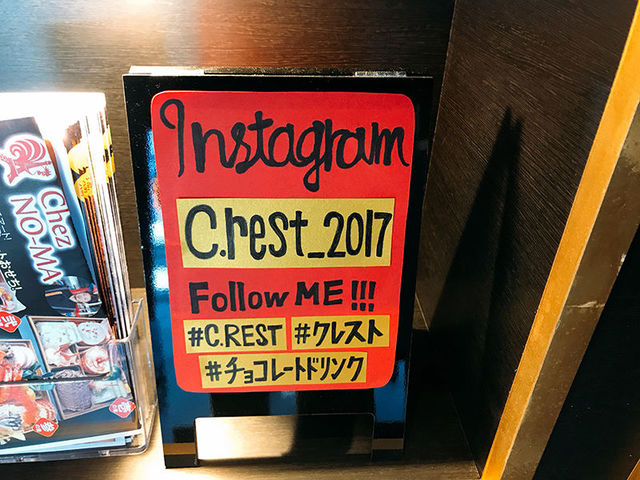 Instagram
C.rest_2017
Follow ME!!!
#C.REST #クレスト
#チョコレートドリンク
Chez
NO-MA